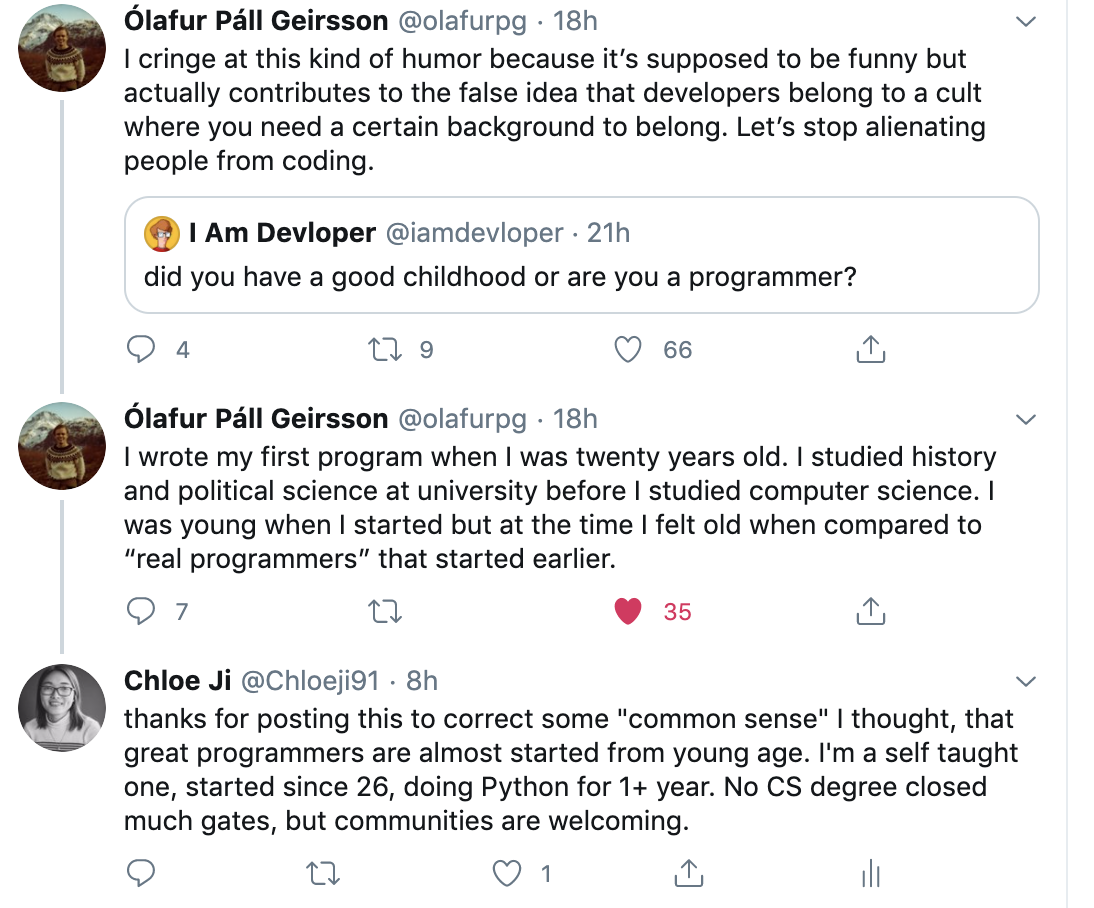 Ólafur Páll Geirsson @olafurpg · 18h
I cringe at this kind of humor because it’s supposed to be funny but
actually contributes to the false idea that developers belong to a cult
where you need a certain background to belong. Let’s stop alienating
people from coding.
I Am Devloper @iamdevloper · 21h
did you have a good childhood or are you a programmer?
4 9 66
Ólafur Páll Geirsson @olafurpg · 18h
I wrote my first program when I was twenty years old. I studied history
and political science at university before I studied computer science. I
was young when I started but at the time I felt old when compared to
“real programmers” that started earlier.
7 35
Chloe Ji @Chloeji91 · 8h
thanks for posting this to correct some "common sense" I thought, that
great programmers are almost started from young age. I'm a self taught
one, started since 26, doing Python for 1+ year. No CS degree closed
much gates, but communities are welcoming.
1